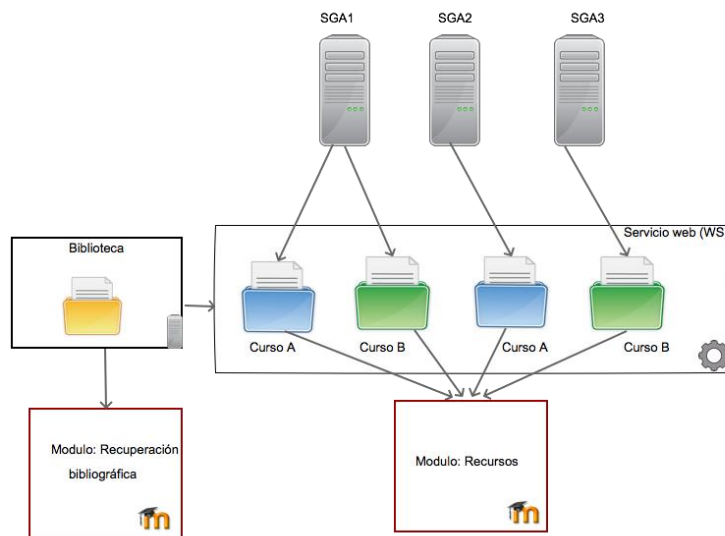 SGA1
SGA2
SGA3
Servicio web (WS
Biblioteca
Curso A
Curso B
Curso A
Curso B
Modulo: Recuperación
bibliográfica
Modulo: Recursos
m
m